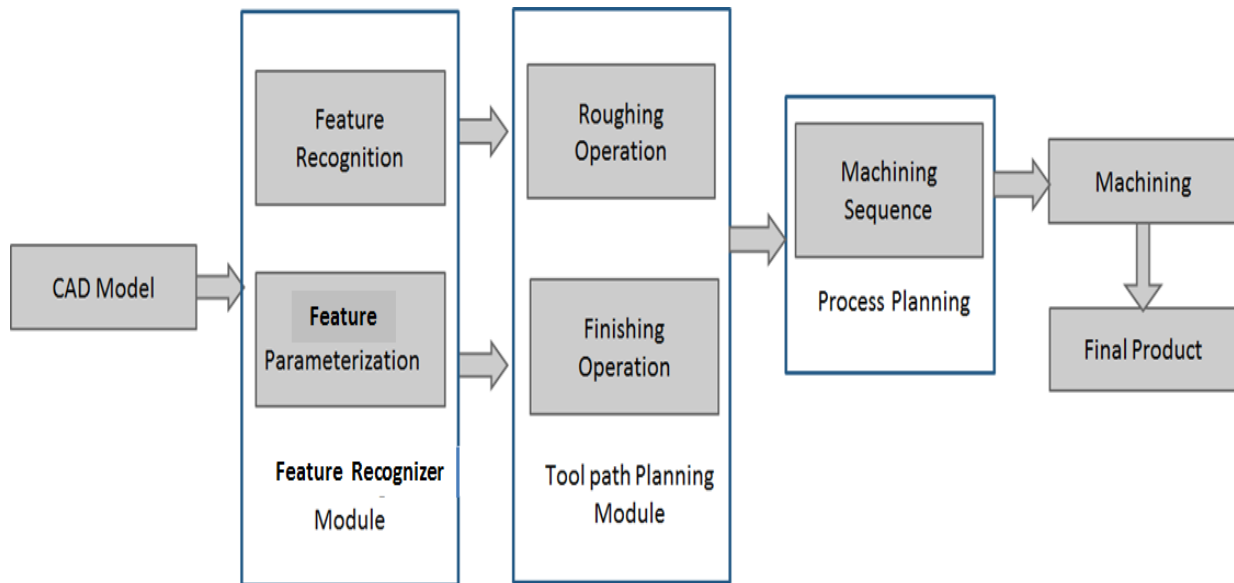 CAD Model
Feature
Recognition
Feature
Parameterization
Feature Recognizer
Module
Roughing
Operation
Finishing
Operation
Tool path Planning
Module
Machining
Sequence
Process Planning
Machining
Final Product